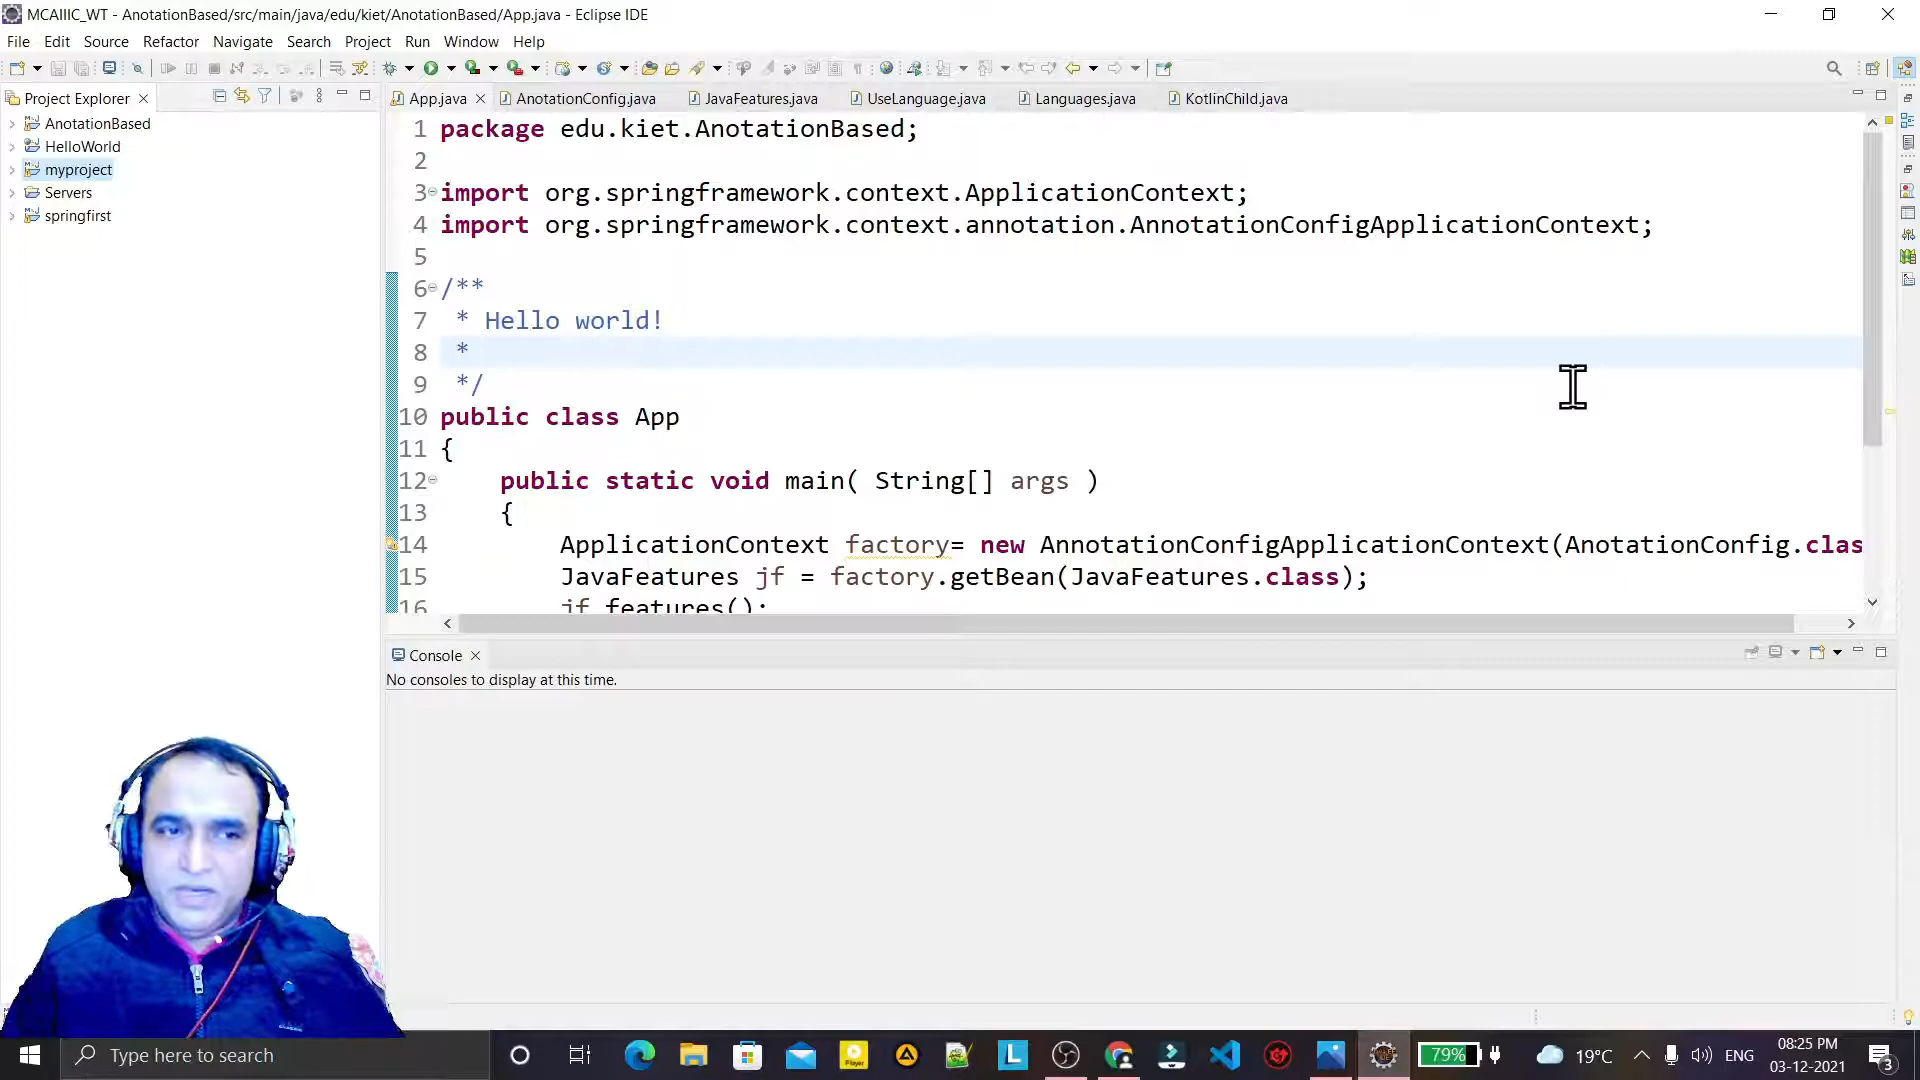 MCAIIIC_WT - AnotationBased/src/main/java/edu/kiet/AnotationBased/App.java - Eclipse IDE
File Edit Source Refactor Navigate Search Project Run Window Help
Project Explorer
AnotationBased
HelloWorld
myproject
Servers
springfirst
App.java AnotationConfig.java JavaFeatures.java UseLanguage.java Languages.java KotlinChild.java
1 package edu.kiet.AnotationBased;
2
3 import org.springframework.context.ApplicationContext;
4 import org.springframework.context.annotation.AnnotationConfigApplicationContext;
5
6 /**
7 * Hello world!
8 *
9 */
10 public class App
11 {
12 public static void main( String[] args )
13 {
14 ApplicationContext factory= new AnnotationConfigApplicationContext(AnotationConfig.clas
15 JavaFeatures jf = factory.getBean(JavaFeatures.class);
16 jf features();
Console
No consoles to display at this time.
Type here to search
79%
19°C
ENG
08:25 PM
03-12-2021
3